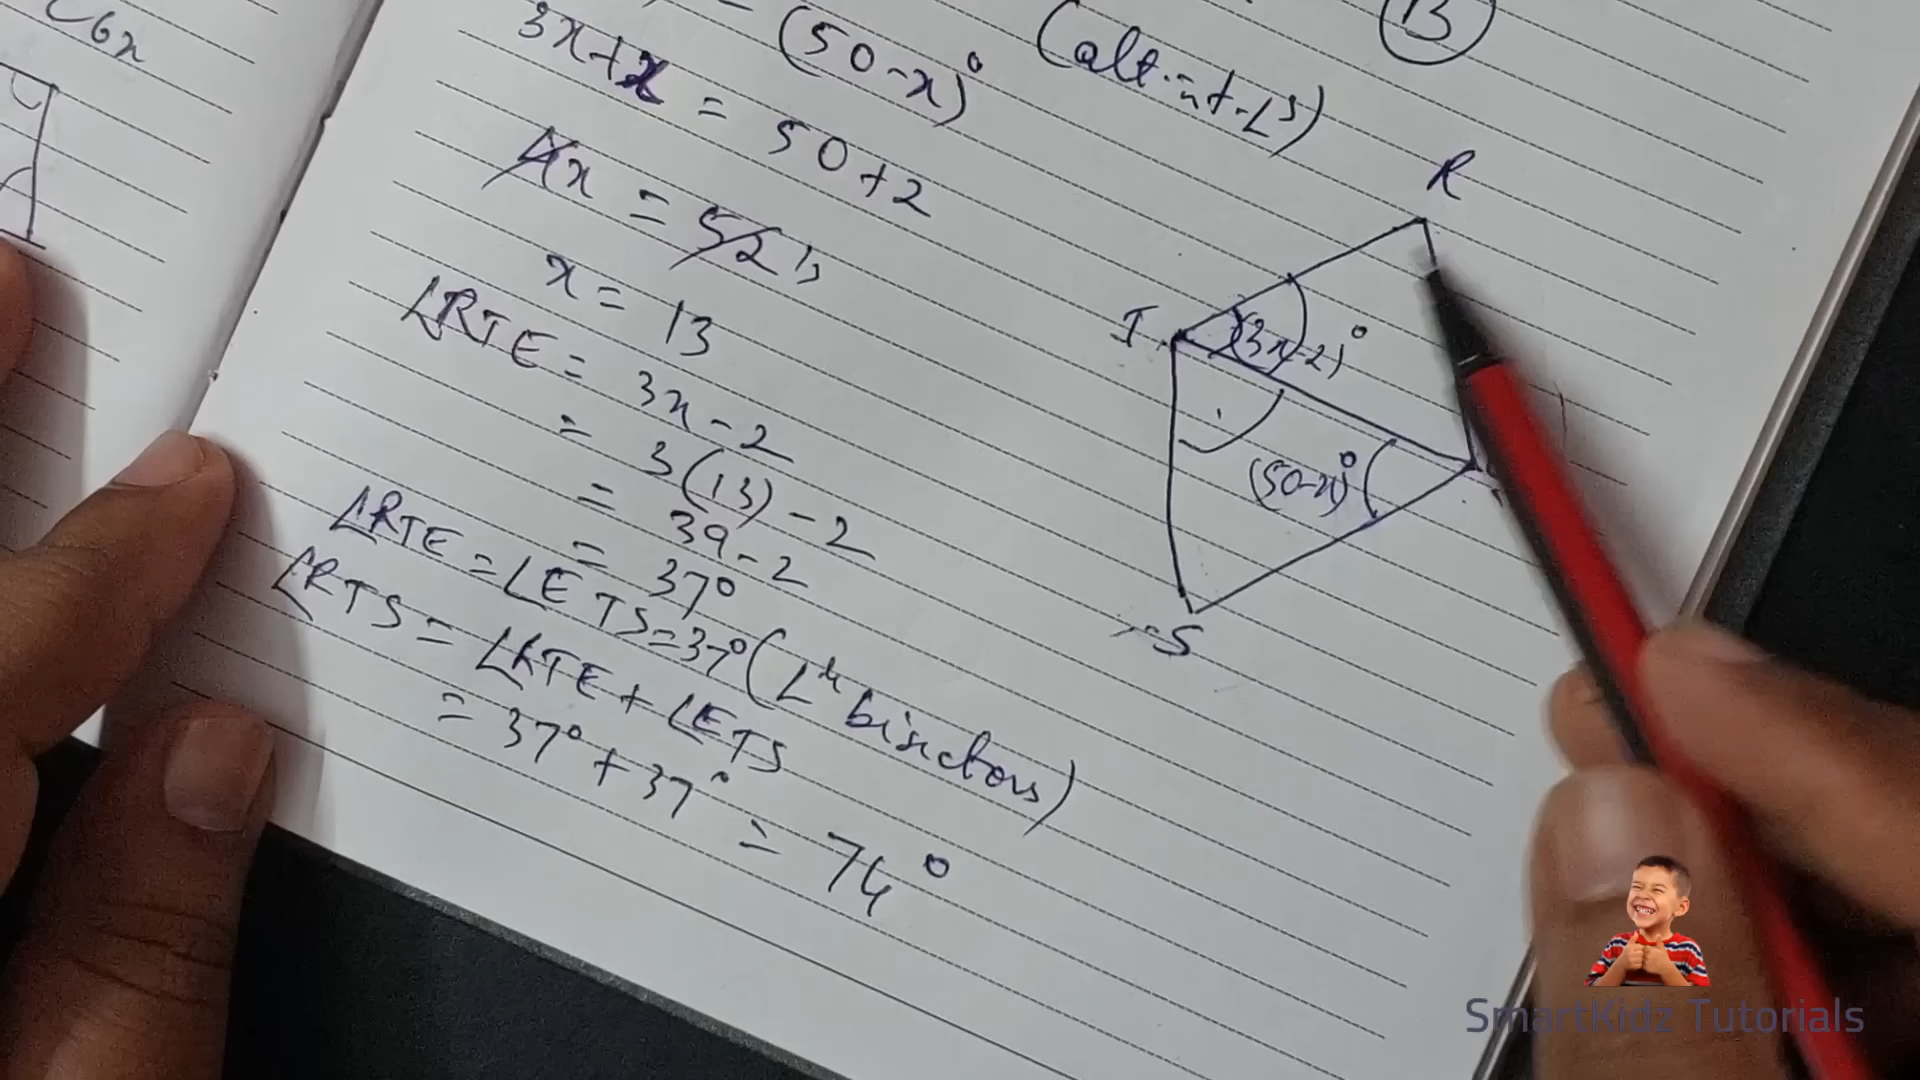 = (50-x)° (alt.int.∠s)
(13)
3x+x = 50+2
4x = 52 13
x = 13
∠RTE = 3x-2
= 3(13)-2
= 39-2
= 37°
∠RTE = ∠ETS=37° (∠ bisectors)
∠RTS = ∠RTE + ∠ETS
= 37° + 37° = 74°
R
(3x-2)°
(50-x)°
S
SmartKidz Tutorials